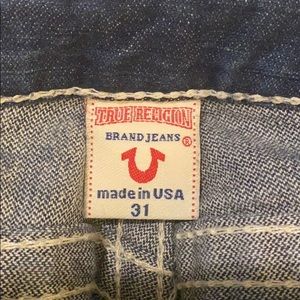 TRUE RELIGION
BRAND JEANS
®
made in USA
31